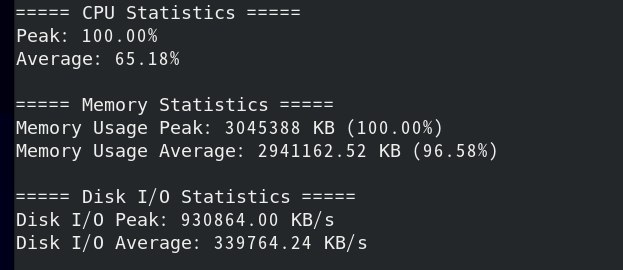 ===== CPU Statistics =====
Peak: 100.00%
Average: 65.18%
===== Memory Statistics =====
Memory Usage Peak: 3045388 KB (100.00%)
Memory Usage Average: 2941162.52 KB (96.58%)
===== Disk I/O Statistics =====
Disk I/O Peak: 930864.00 KB/s
Disk I/O Average: 339764.24 KB/s